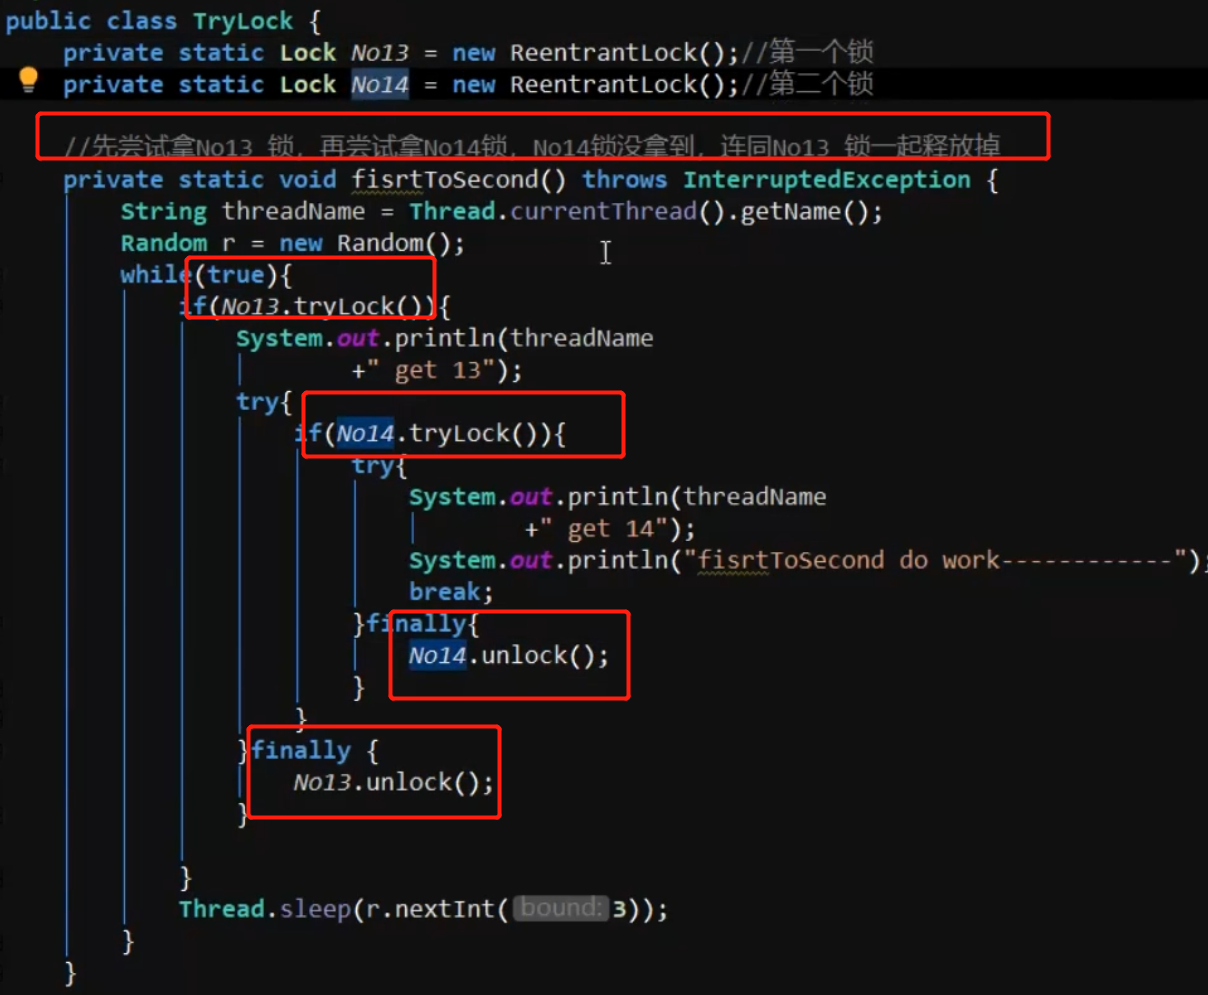 public class TryLock {
private static Lock No13 = new ReentrantLock();//第一个锁
private static Lock No14 = new ReentrantLock();//第二个锁
//先尝试拿No13 锁，再尝试拿No14锁，No14锁没拿到，连同No13 锁一起释放掉
private static void fisrtToSecond() throws InterruptedException {
String threadName = Thread.currentThread().getName();
Random r = new Random();
while(true){
if(No13.tryLock()){
System.out.println(threadName
+" get 13");
try{
if(No14.tryLock()){
try{
System.out.println(threadName
+" get 14");
System.out.println("fisrtToSecond do work------------");
break;
}finally{
No14.unlock();
}
}
}finally {
No13.unlock();
}
}
Thread.sleep(r.nextInt( bound: 3));
}
}